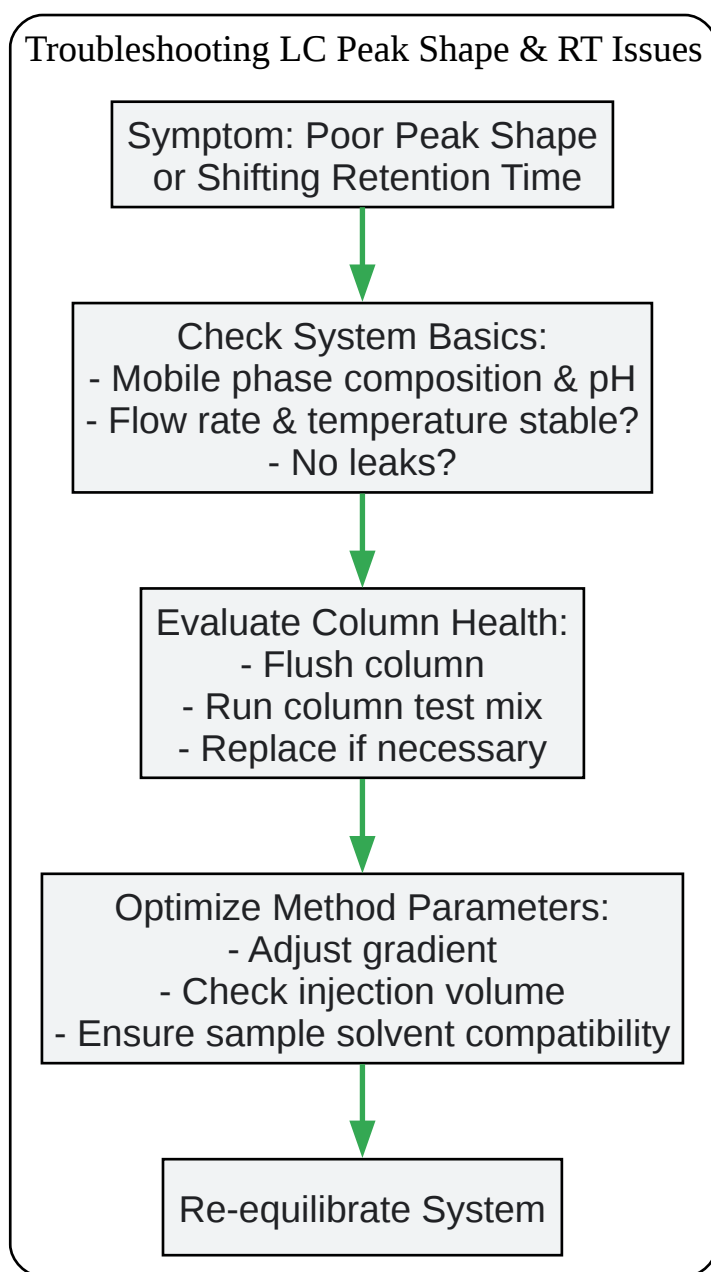 Troubleshooting LC Peak Shape & RT Issues
Symptom: Poor Peak Shape
or Shifting Retention Time
Check System Basics:
- Mobile phase composition & pH
- Flow rate & temperature stable?
- No leaks?
Evaluate Column Health:
- Flush column
- Run column test mix
- Replace if necessary
Optimize Method Parameters:
- Adjust gradient
- Check injection volume
- Ensure sample solvent compatibility
Re-equilibrate System